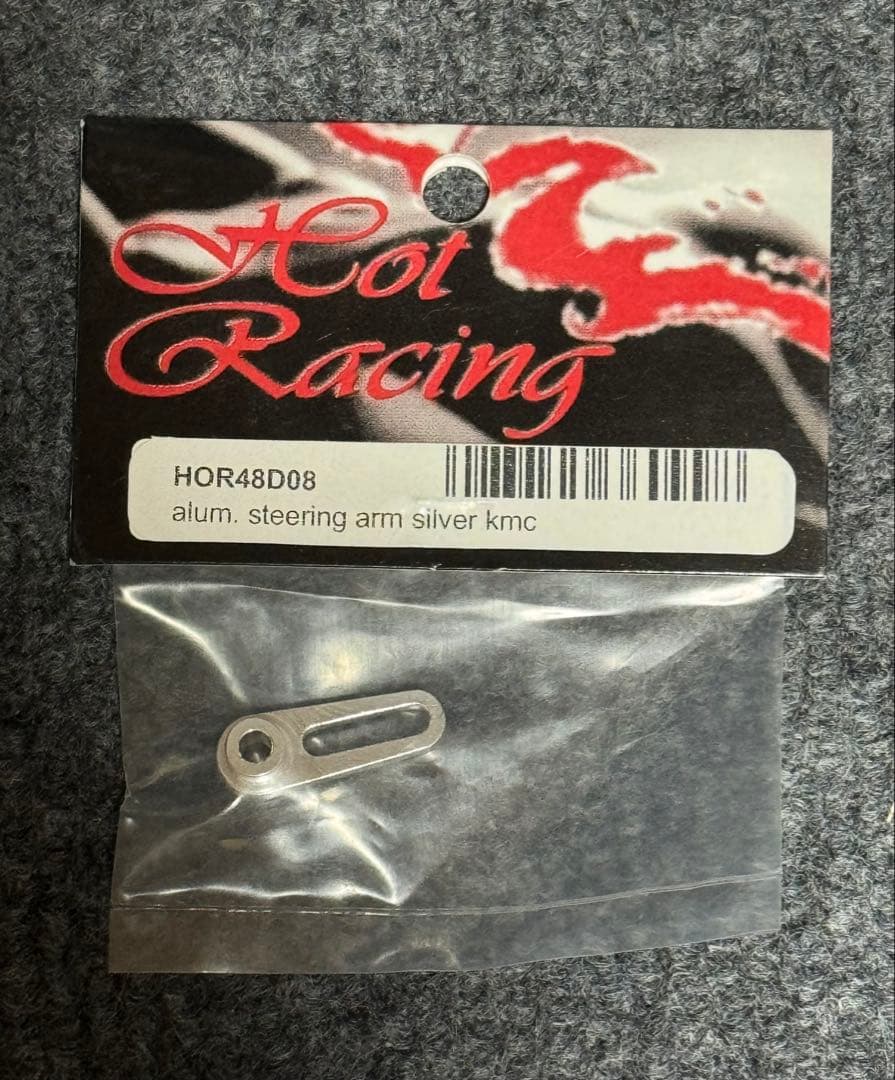 Hot
Racing
HOR48D08
alum. steering arm silver kmc